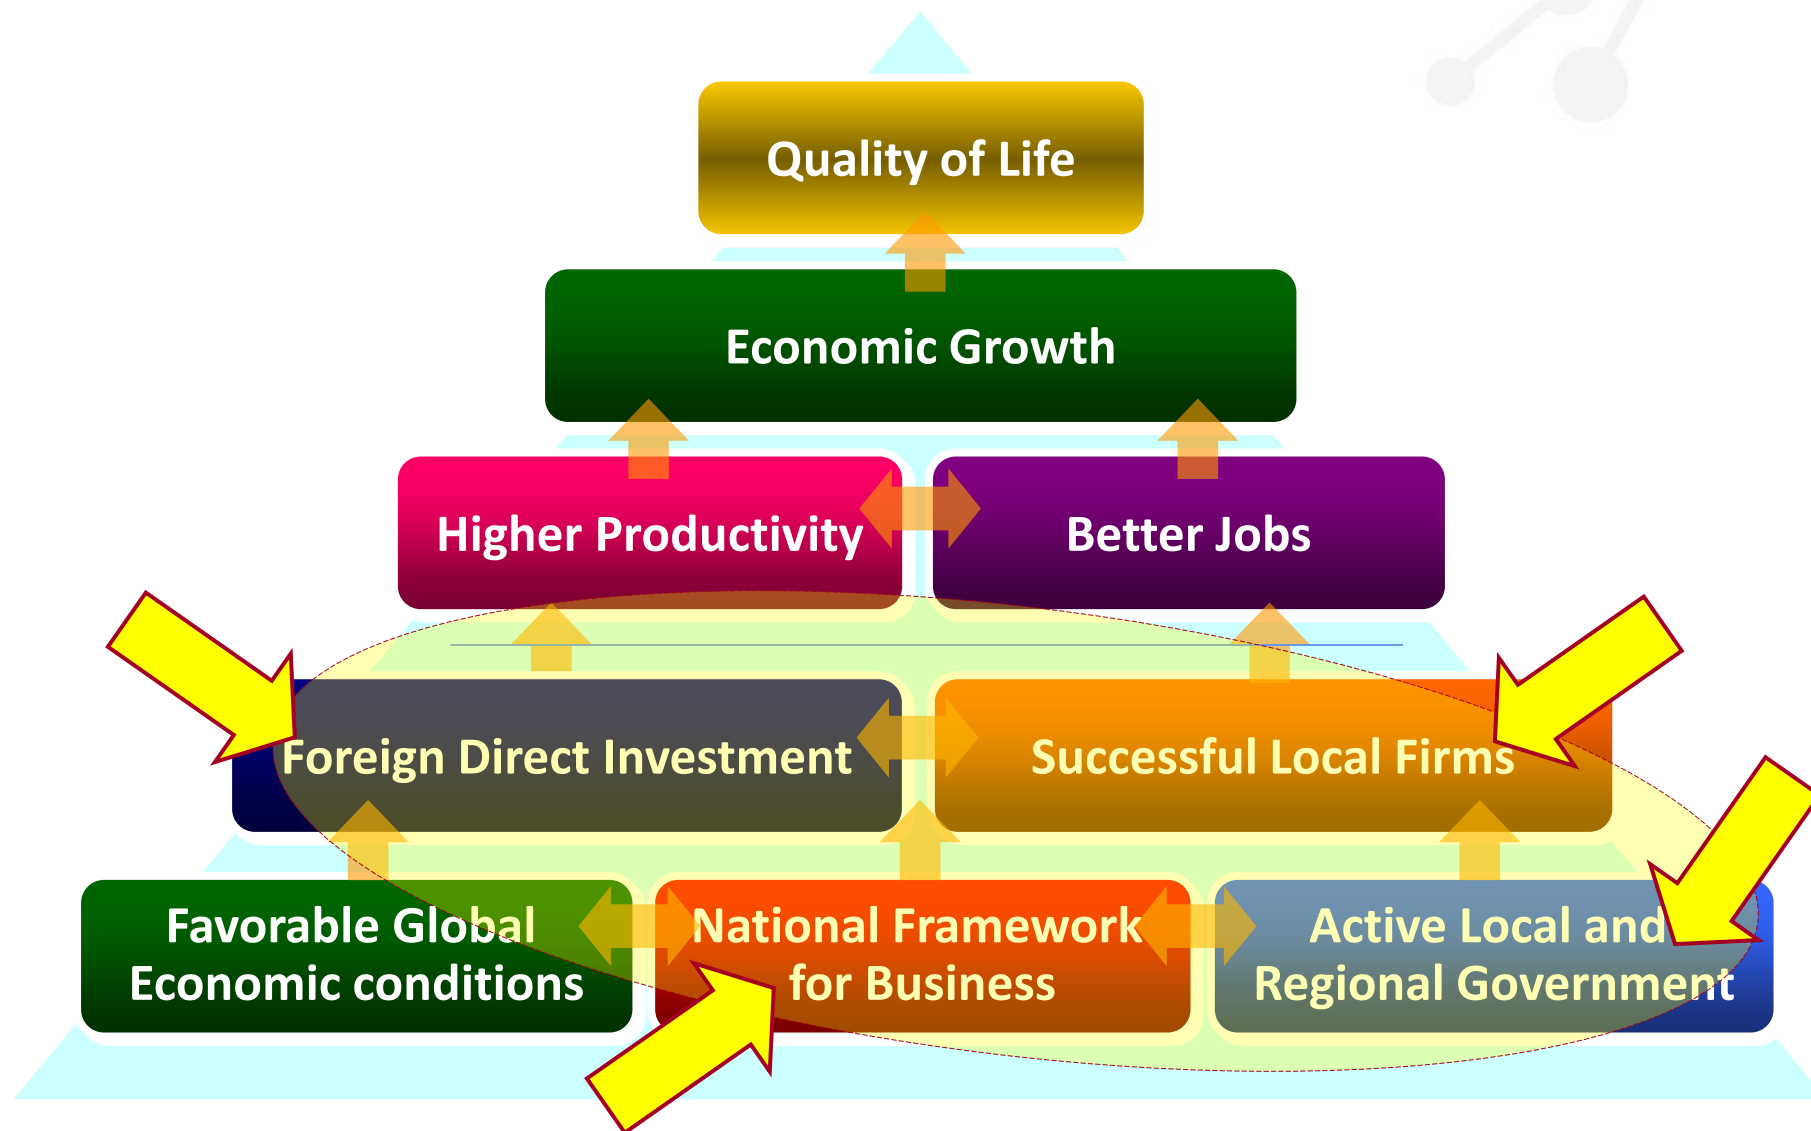 Quality of Life
Economic Growth
Higher Productivity
Better Jobs
Foreign Direct Investment
Successful Local Firms
Favorable Global
Economic conditions
National Framework
for Business
Active Local and
Regional Government